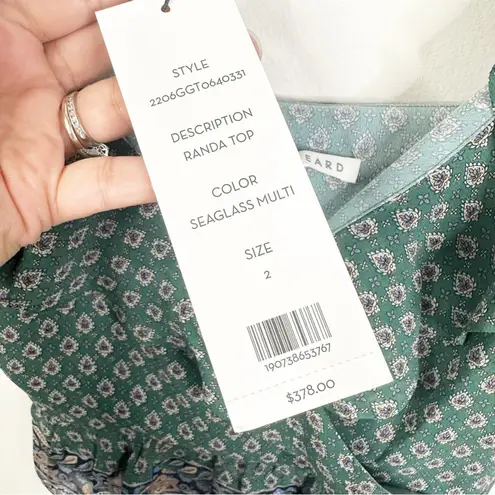 STYLE
2206GGT0640331
DESCRIPTION
RANDA TOP
COLOR
SEAGLASS MULTI
SIZE
2
190738653767
$378.00
EARD